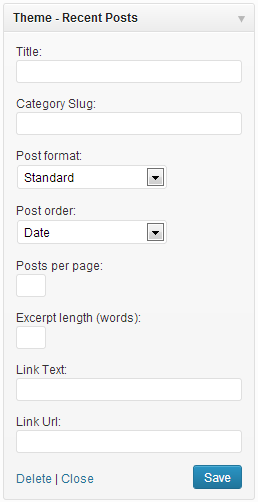 Theme - Recent Posts
Title:
Category Slug:
Post format:
Standard
Post order:
Date
Posts per page:
Excerpt length (words):
Link Text:
Link Url:
Delete | Close Save